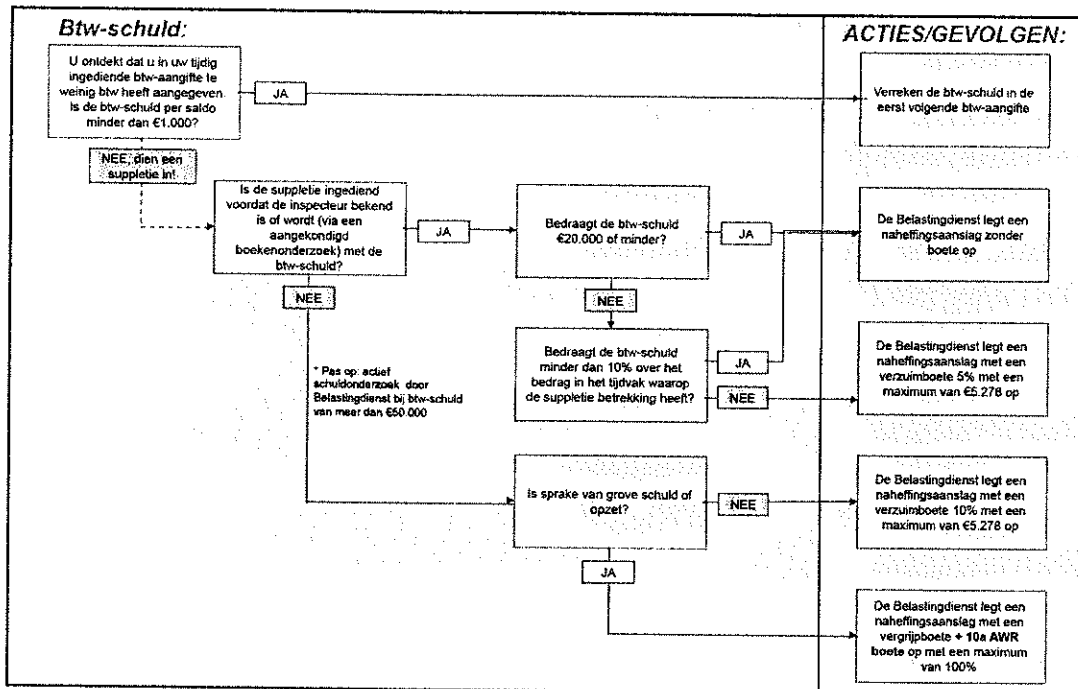 Btw-schuld:
ACTIES/GEVOLGEN:
U ontdekt dat u in uw tijdig
ingediende btw-aangifte te
weinig btw heeft aangegeven.
Is de btw-schuld per saldo
minder dan €1.000?
JA
Verreken de btw-schuld in de
eerst volgende btw-aangifte
NEE, dien een
suppletie in!
Is de suppletie ingediend
voordat de inspecteur bekend
is of wordt (via een
aangekondigd
boekenonderzoek) met de
btw-schuld?
JA
Bedraagt de btw-schuld
€20.000 of minder?
JA
De Belastingdienst legt een
naheffingsaanslag zonder
boete op
NEE
NEE
Bedraagt de btw-schuld
minder dan 10% over het
bedrag in het tijdvak waarop
de suppletie betrekking heeft?
JA
NEE
De Belastingdienst legt een
naheffingsaanslag met een
verzuimboete 5% met een
maximum van €5.278 op
* Pas op: actief
schuldonderzoek door
Belastingdienst bij btw-schuld
van meer dan €50.000
Is sprake van grove schuld of
opzet?
NEE
De Belastingdienst legt een
naheffingsaanslag met een
verzuimboete 10% met een
maximum van €5.278 op
JA
De Belastingdienst legt een
naheffingsaanslag met een
vergrijpboete + 10a AWR
boete op met een maximum
van 100%